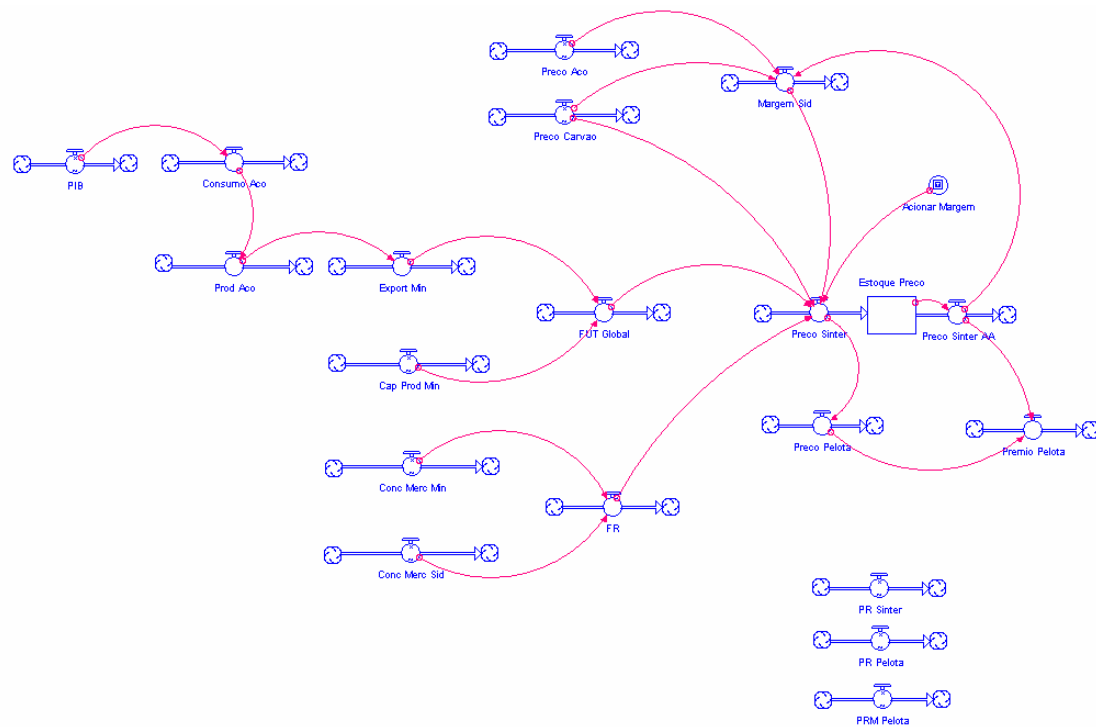 Preco Aco
Margem Sid
Preco Carvao
PIB
Consumo Aco
Acionar Margem
Prod Aco
Export Min
Estoque Preco
FUT Global
Preco Sinter
Preco Sinter AA
Cap Prod Min
Preco Pelota
Premio Pelota
Conc Merc Min
FR
Conc Merc Sid
PR Sinter
PR Pelota
PRM Pelota